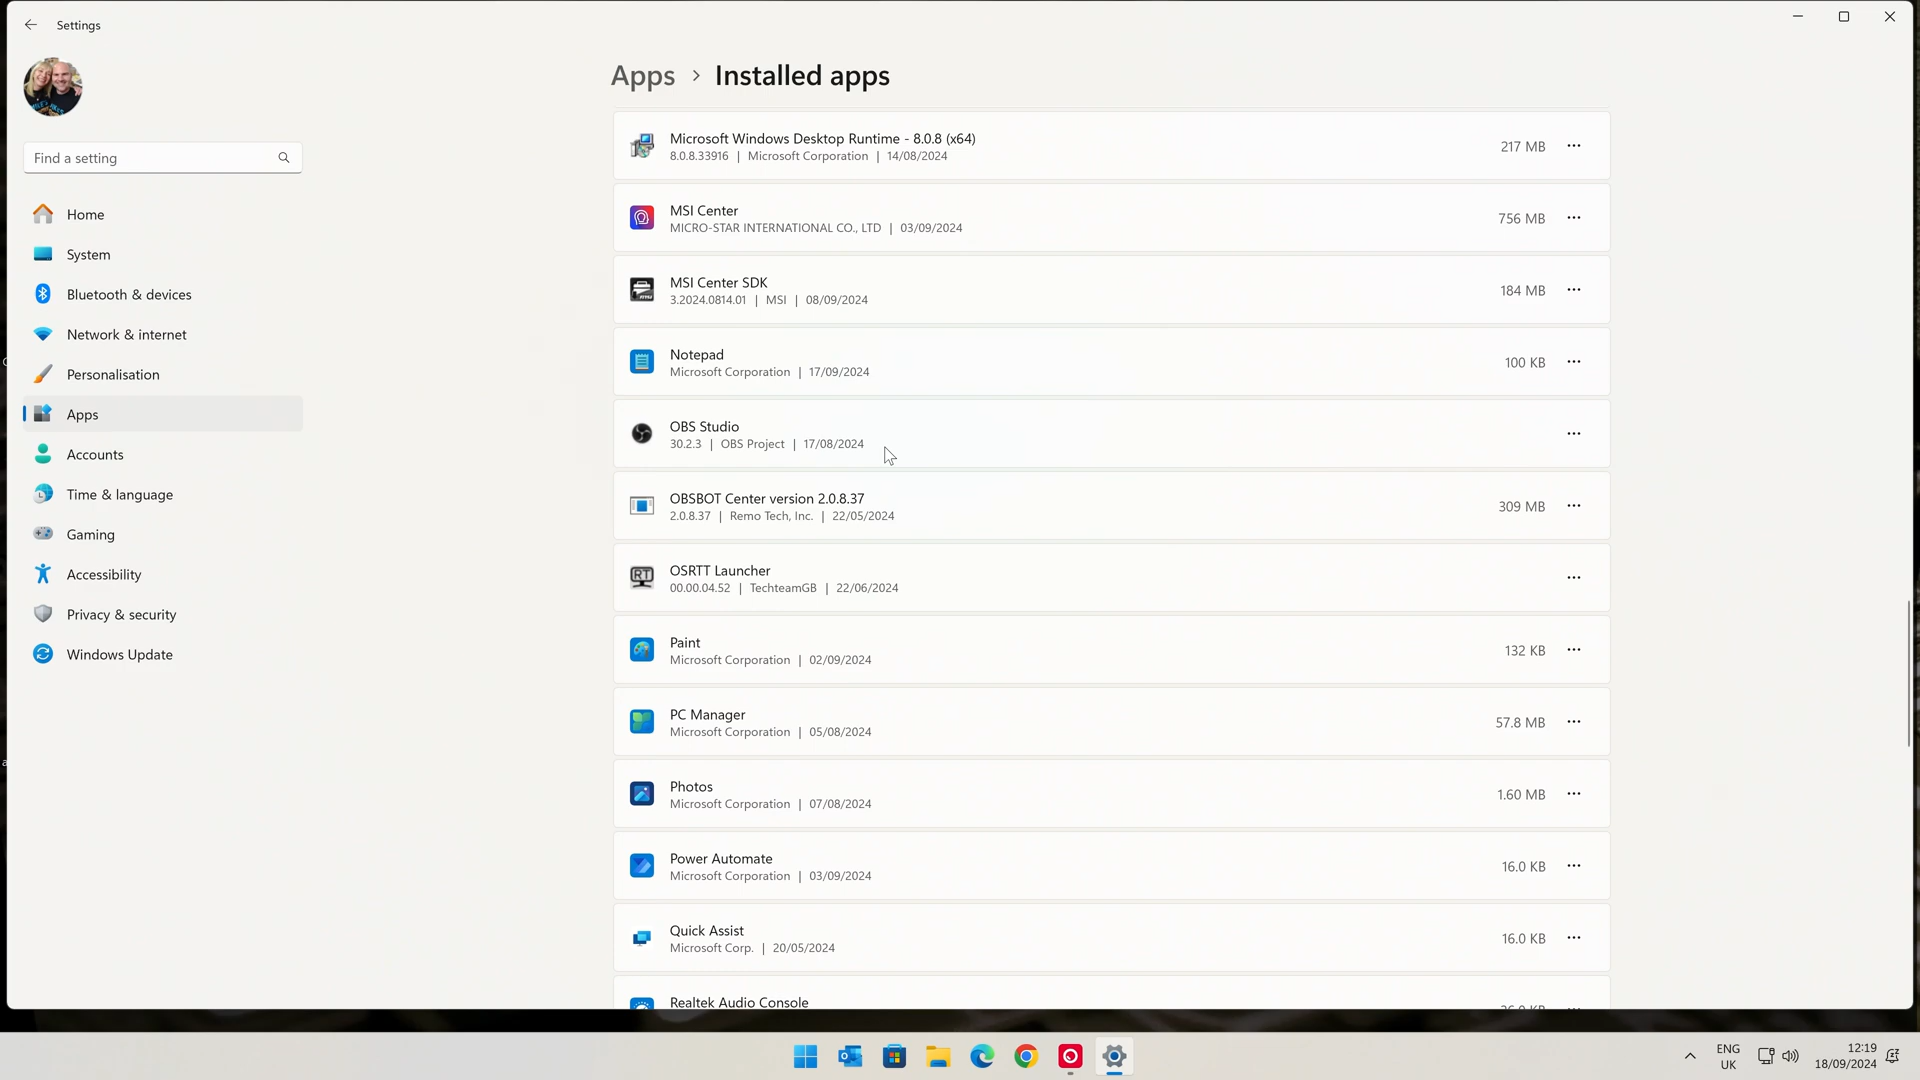 Settings
Find a setting
Home
System
Bluetooth & devices
Network & internet
Personalisation
Apps
Accounts
Time & language
Gaming
Accessibility
Privacy & security
Windows Update
Apps > Installed apps
Microsoft Windows Desktop Runtime - 8.0.8 (x64)
8.0.8.33916 | Microsoft Corporation | 14/08/2024
217 MB
MSI Center
MICRO-STAR INTERNATIONAL CO., LTD | 03/09/2024
756 MB
MSI Center SDK
3.2024.0814.01 | MSI | 08/09/2024
184 MB
Notepad
Microsoft Corporation | 17/09/2024
100 KB
OBS Studio
30.2.3 | OBS Project | 17/08/2024
OBSBOT Center version 2.0.8.37
2.0.8.37 | Remo Tech, Inc. | 22/05/2024
309 MB
OSRTT Launcher
00.00.04.52 | TechteamGB | 22/06/2024
Paint
Microsoft Corporation | 02/09/2024
132 KB
PC Manager
Microsoft Corporation | 05/08/2024
57.8 MB
Photos
Microsoft Corporation | 07/08/2024
1.60 MB
Power Automate
Microsoft Corporation | 03/09/2024
16.0 KB
Quick Assist
Microsoft Corp. | 20/05/2024
16.0 KB
Realtek Audio Console
ENG
UK
12:19
18/09/2024